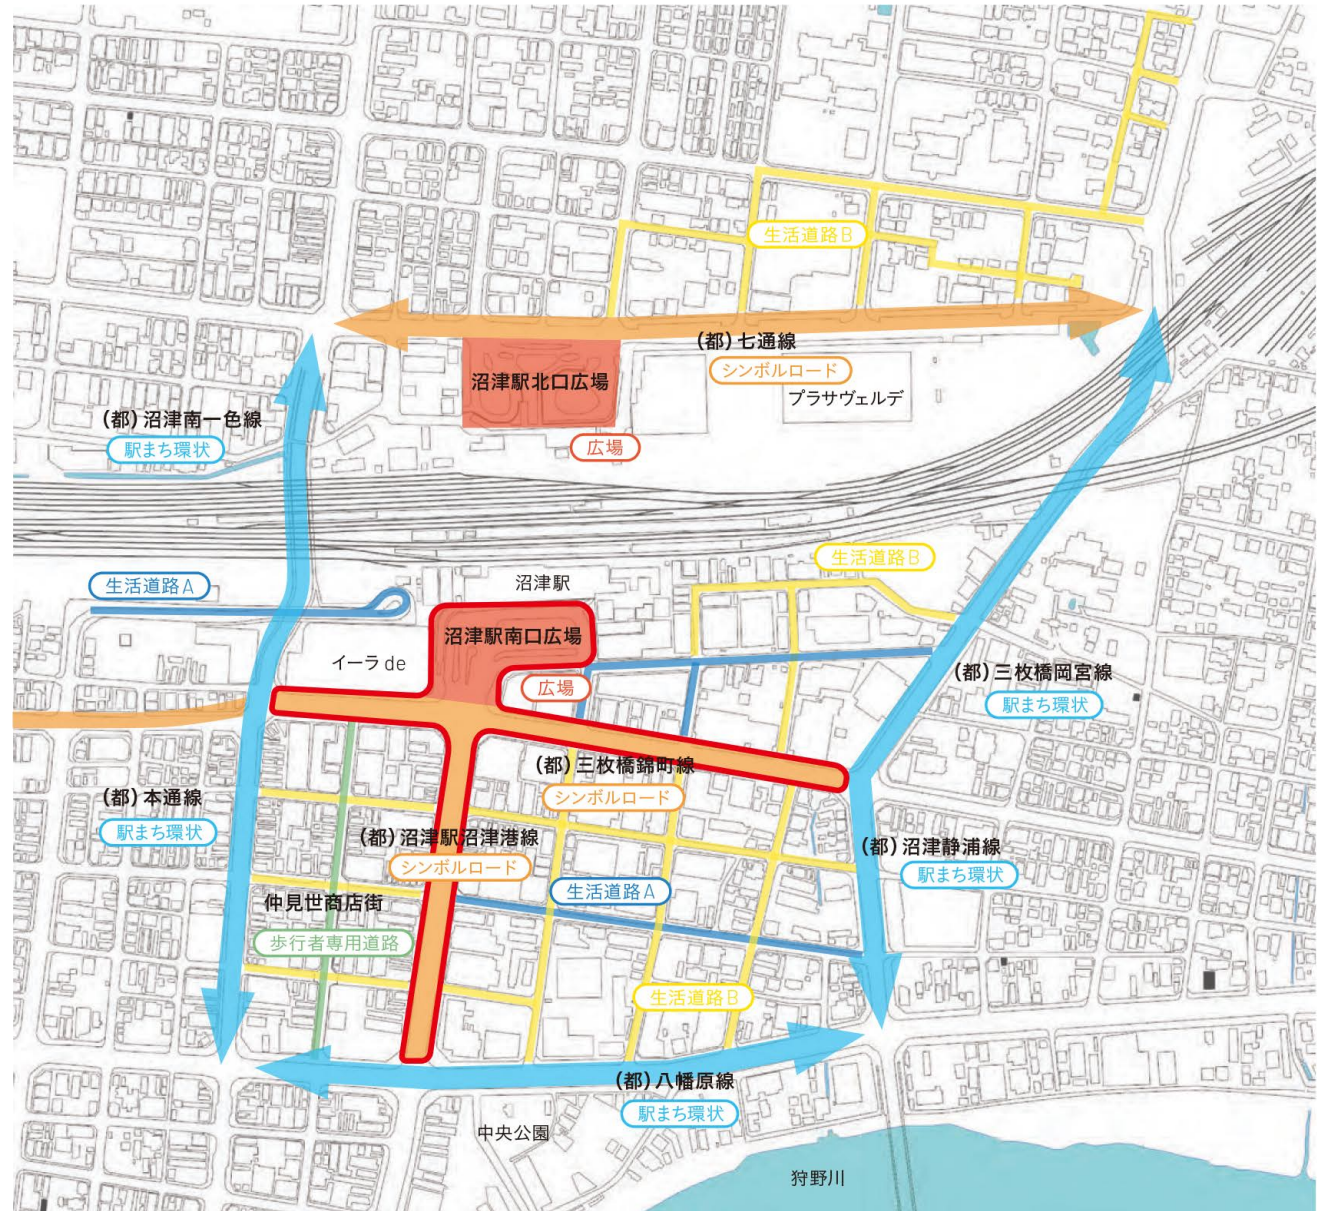 生活道路B
(都)七通線
シンボルロード
沼津駅北口広場
プラサヴェルデ
(都)沼津南一色線
駅まち環状
広場
生活道路B
生活道路A
沼津駅
沼津駅南口広場
イーラde
広場
(都)三枚橋岡宮線
駅まち環状
(都)三枚橋錦町線
シンボルロード
(都)本通線
駅まち環状
(都)沼津駅沼津港線
シンボルロード
(都)沼津静浦線
駅まち環状
生活道路A
仲見世商店街
歩行者専用道路
生活道路B
(都)八幡原線
駅まち環状
中央公園
狩野川